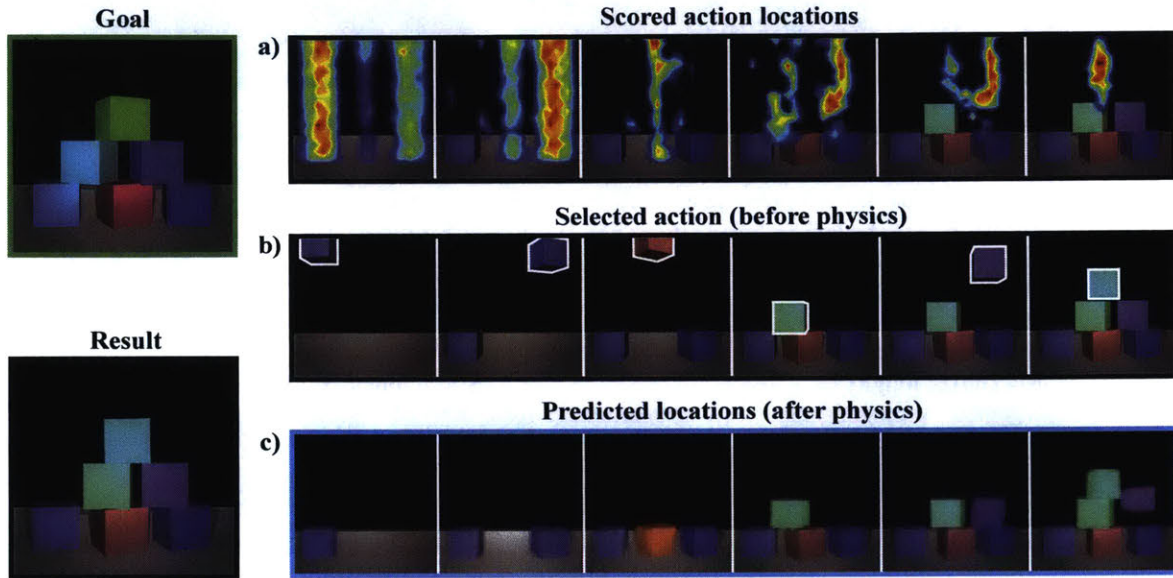 Goal
Scored action locations
a)
Selected action (before physics)
b)
Result
Predicted locations (after physics)
c)